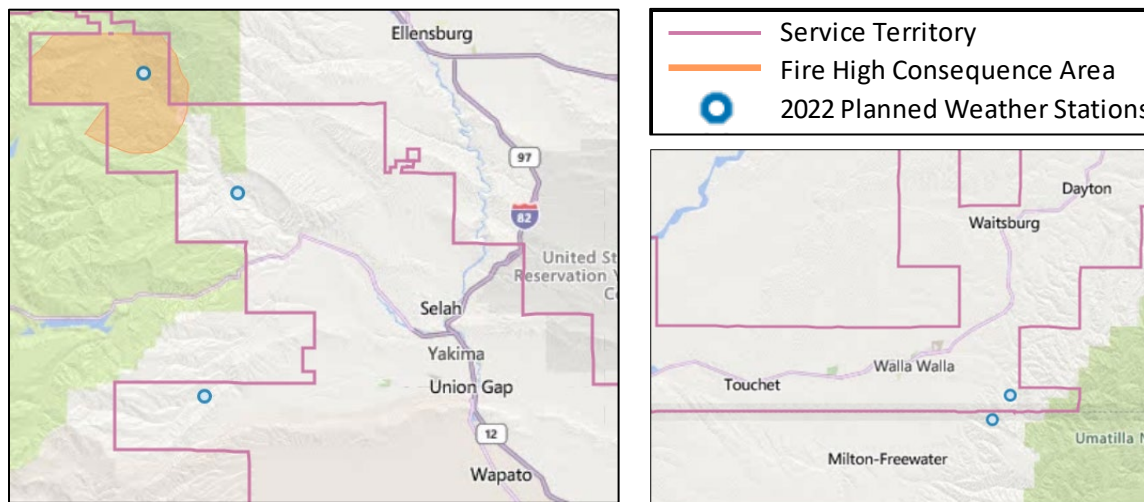 Ellensburg
97
82
United St
Reservation Y
Selah
Yakima
Union Gap
12
Wapato
Service Territory
Fire High Consequence Area
2022 Planned Weather Stations
Dayton
Waitsburg
Walla Walla
Touchet
Umatilla N
Milton-Freewater